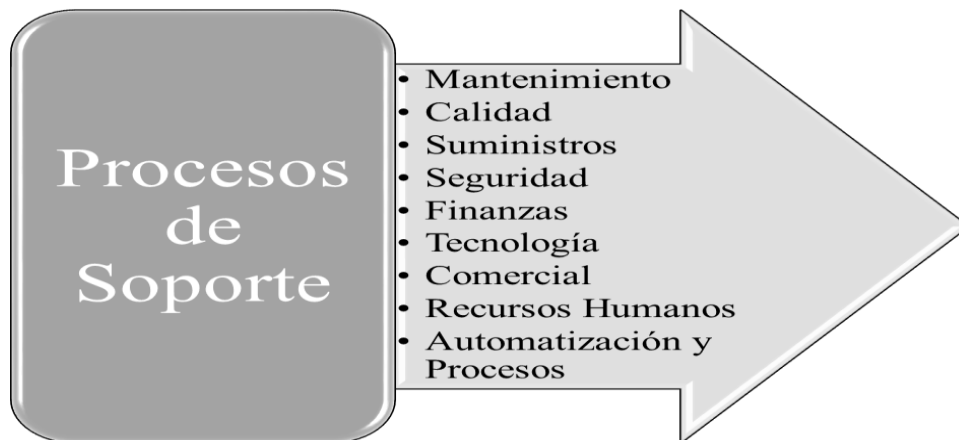 Procesos
de
Soporte
• Mantenimiento
• Calidad
• Suministros
• Seguridad
• Finanzas
• Tecnología
• Comercial
• Recursos Humanos
• Automatización y
Procesos